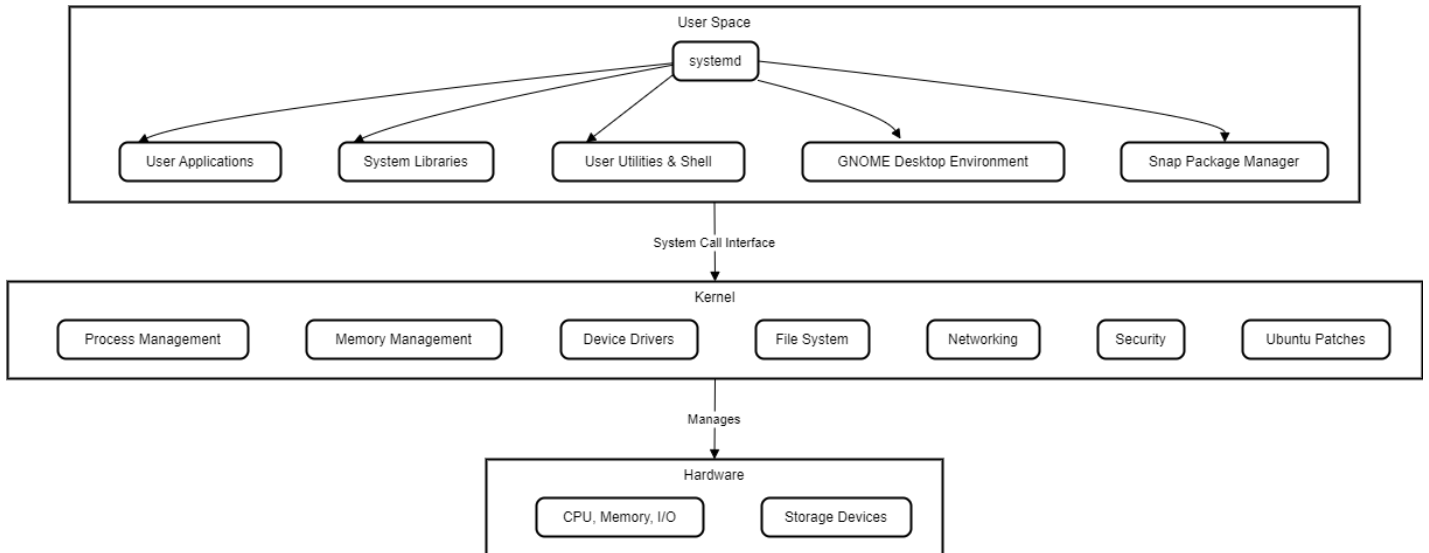 User Space
systemd
User Applications
System Libraries
User Utilities & Shell
GNOME Desktop Environment
Snap Package Manager
System Call Interface
Kernel
Process Management
Memory Management
Device Drivers
File System
Networking
Security
Ubuntu Patches
Manages
Hardware
CPU, Memory, I/O
Storage Devices